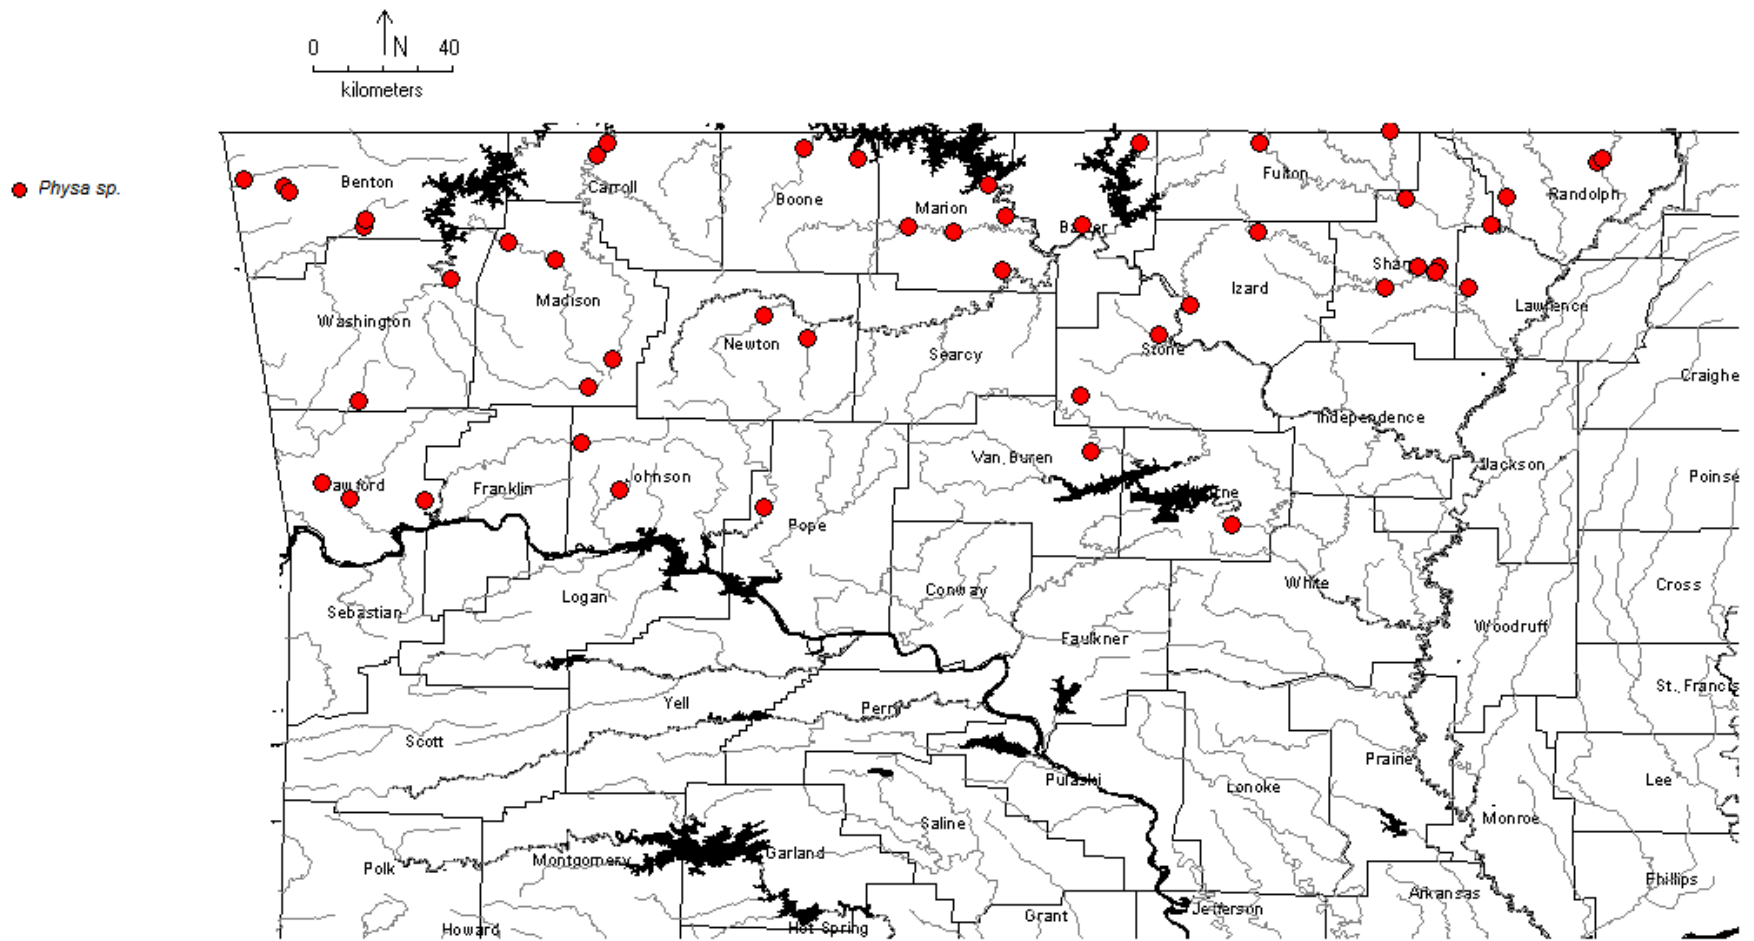 N
0 40
kilometers
Physa sp.
Benton
Carroll
Boone
Marion
Fulton
Randolph
Washington
Madison
Izard
Lawrence
Newton
Searcy
Stone
Craighe
Independence
Van Buren
Jackson
Franklin
Johnson
Poinse
Pope
Sebastian
Logan
Conway
White
Cross
Faulkner
Woodruff
St. Francis
Yell
Perry
Scott
Pulaski
Lonoke
Prairie
Lee
Saline
Monroe
Polk
Montgomery
Garland
Arkansas
Phillips
Howard
Hot Spring
Grant
Jefferson